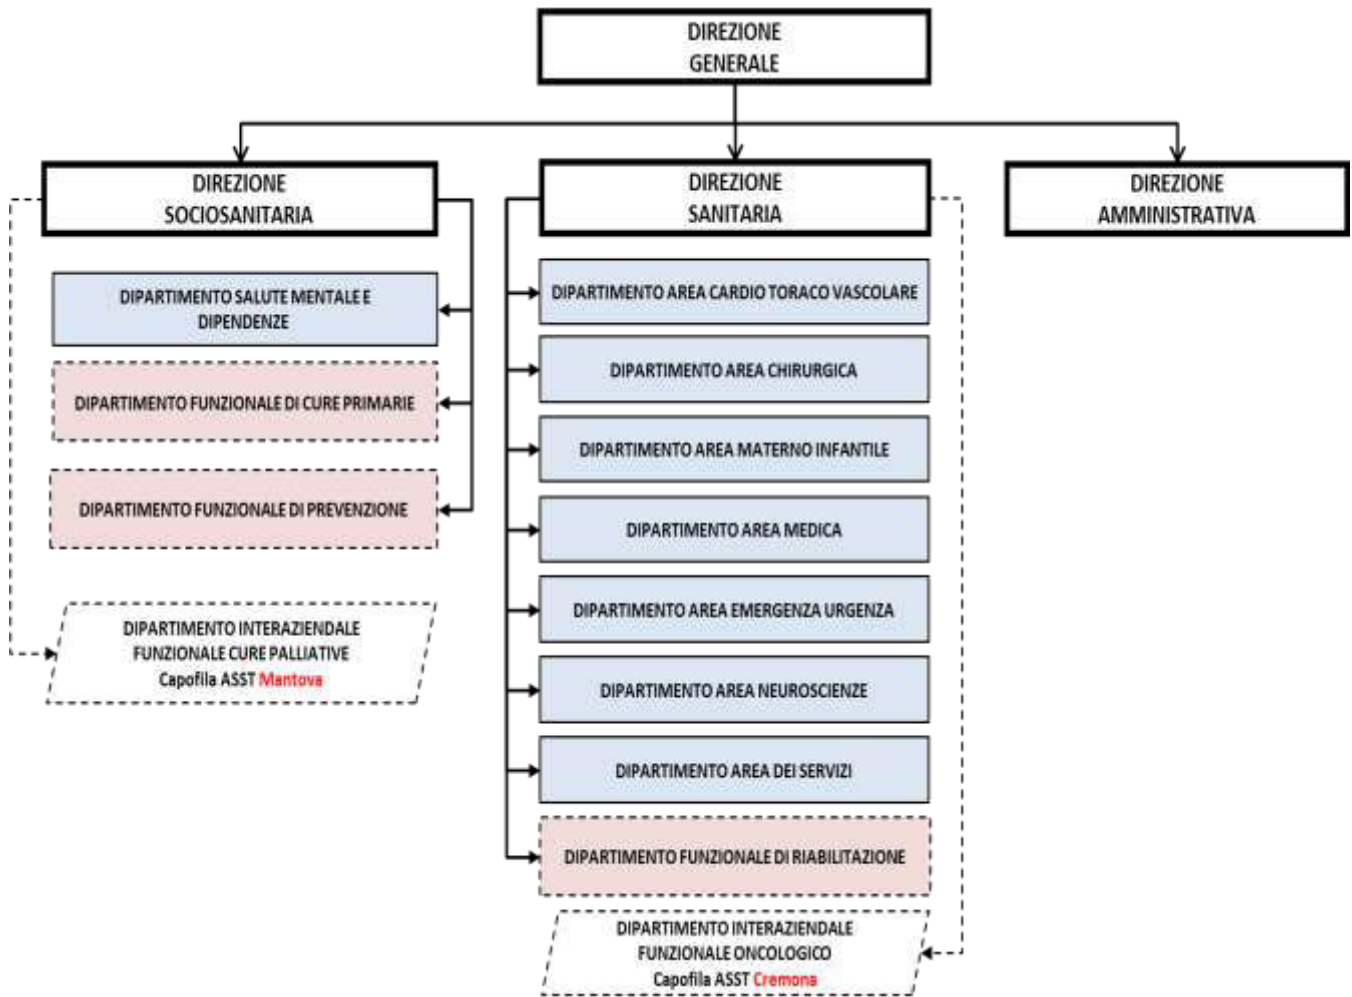 DIREZIONE
GENERALE
DIREZIONE
SOCIOSANITARIA
DIREZIONE
SANITARIA
DIREZIONE
AMMINISTRATIVA
DIPARTIMENTO SALUTE MENTALE E
DIPENDENZE
DIPARTIMENTO FUNZIONALE DI CURE PRIMARIE
DIPARTIMENTO FUNZIONALE DI PREVENZIONE
DIPARTIMENTO INTERAZIENDALE
FUNZIONALE CURE PALLIATIVE
Capofila ASST Mantova
DIPARTIMENTO AREA CARDIO TORACO VASCOLARE
DIPARTIMENTO AREA CHIRURGICA
DIPARTIMENTO AREA MATERNO INFANTILE
DIPARTIMENTO AREA MEDICA
DIPARTIMENTO AREA EMERGENZA URGENZA
DIPARTIMENTO AREA NEUROSCIENZE
DIPARTIMENTO AREA DEI SERVIZI
DIPARTIMENTO FUNZIONALE DI RIABILITAZIONE
DIPARTIMENTO INTERAZIENDALE
FUNZIONALE ONCOLOGICO
Capofila ASST Cremona